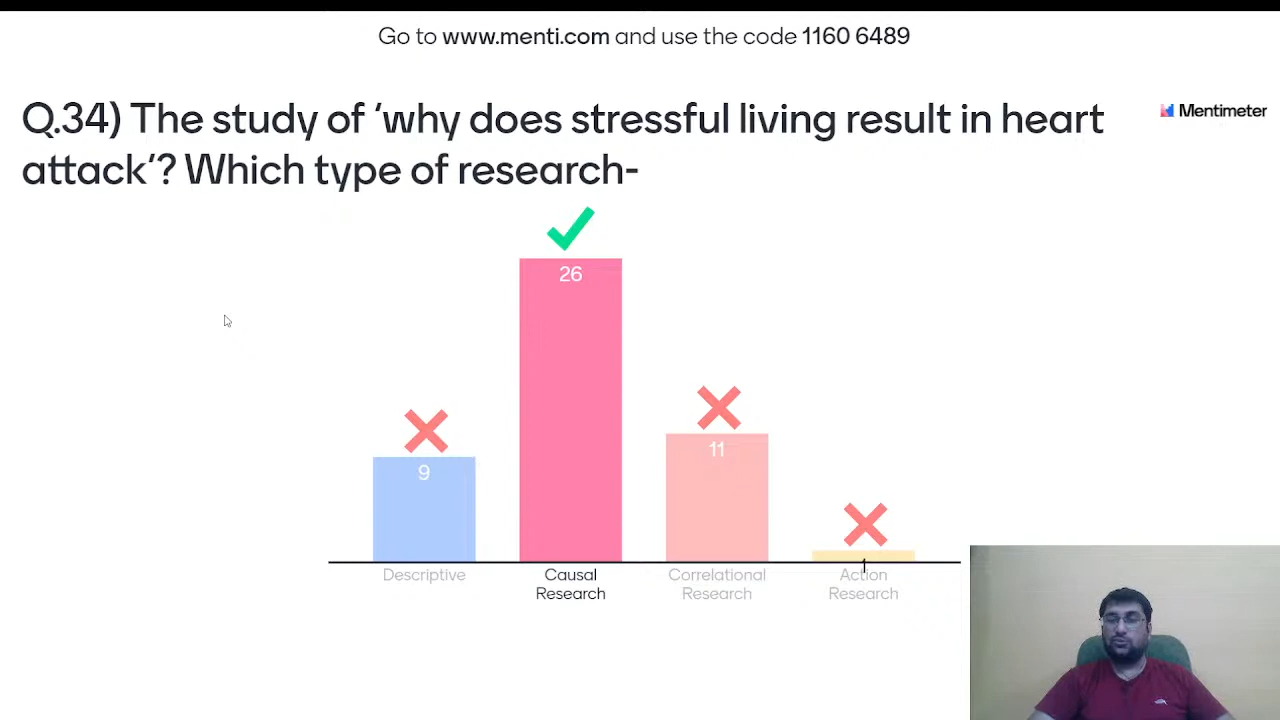 Go to www.menti.com and use the code 1160 6489
Q.34) The study of ‘why does stressful living result in heart
attack’? Which type of research-
Mentimeter
26
9
11
1
Descriptive
Causal
Research
Correlational
Research
Action
Research